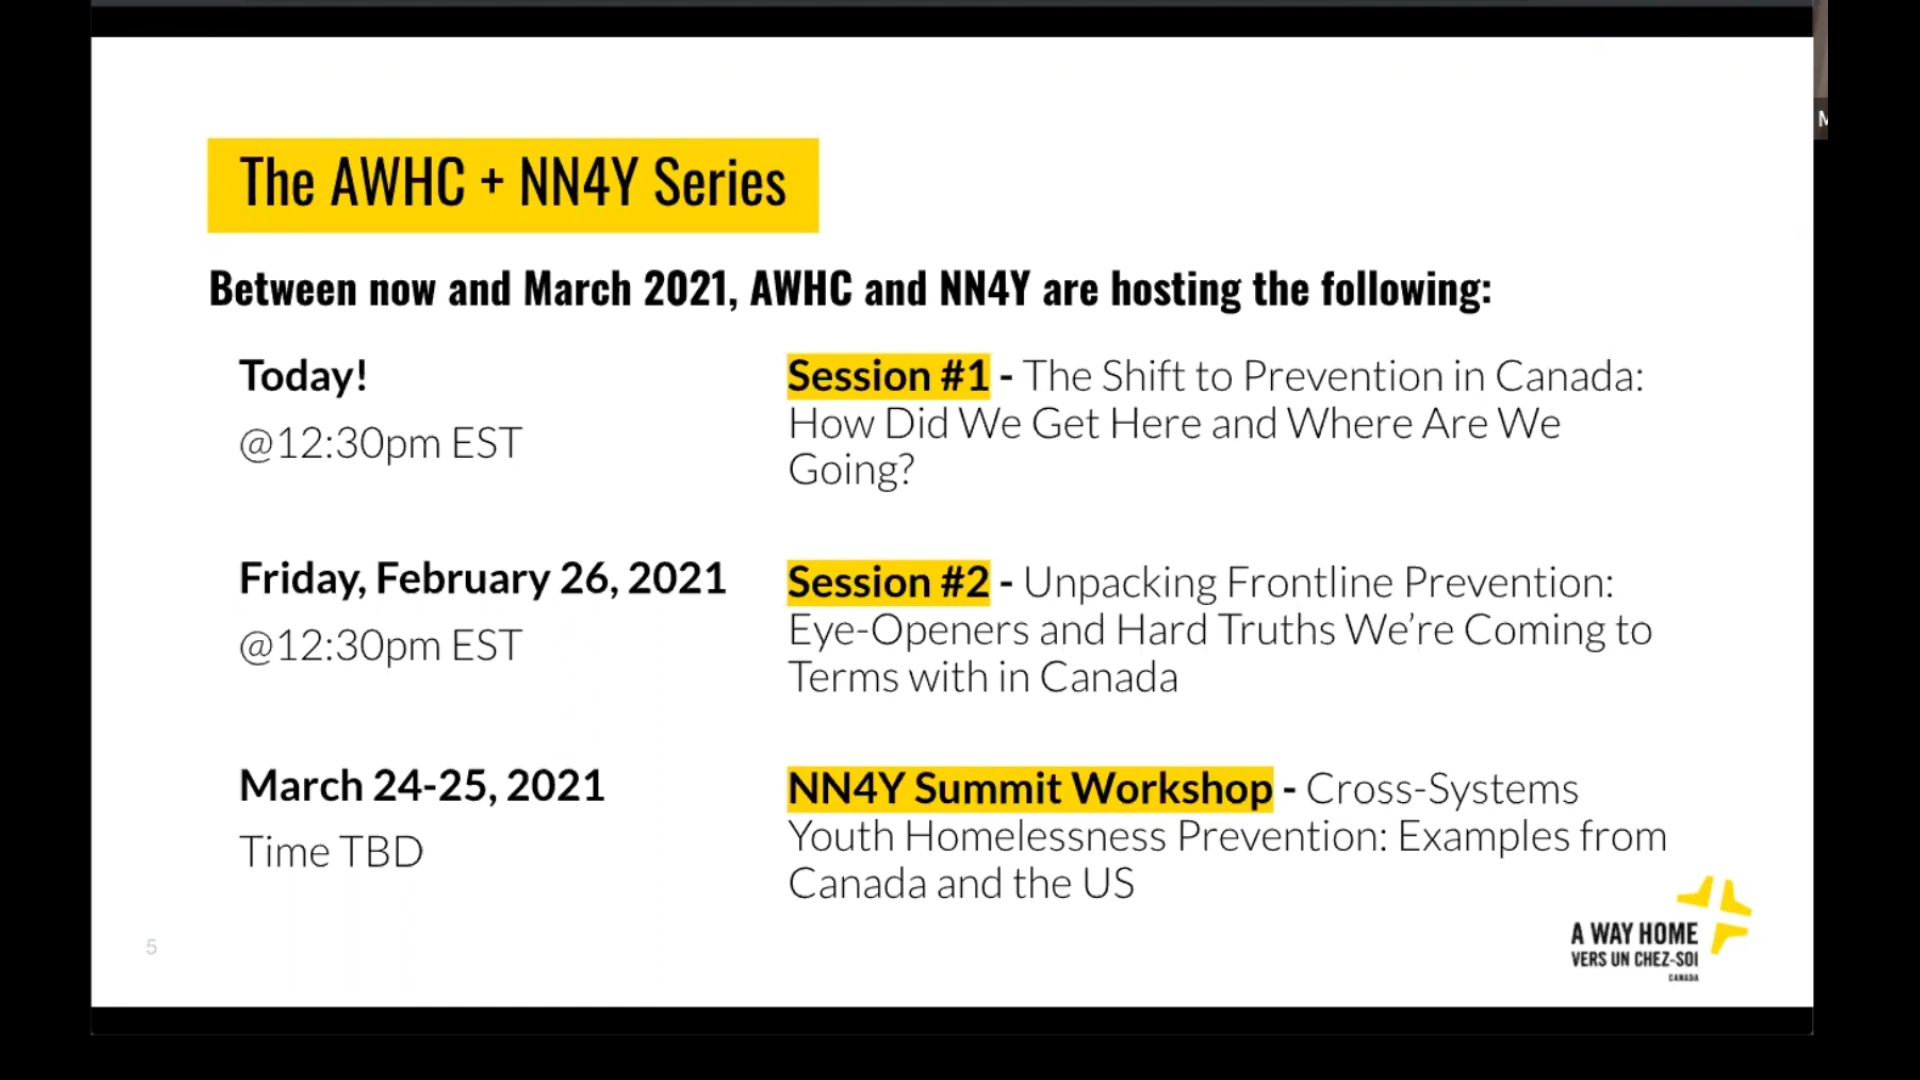 The AWHC + NN4Y Series
Between now and March 2021, AWHC and NN4Y are hosting the following:
Today!
@12:30pm EST
Session #1 - The Shift to Prevention in Canada:
How Did We Get Here and Where Are We
Going?
Friday, February 26, 2021
@12:30pm EST
Session #2 - Unpacking Frontline Prevention:
Eye-Openers and Hard Truths We’re Coming to
Terms with in Canada
March 24-25, 2021
Time TBD
NN4Y Summit Workshop - Cross-Systems
Youth Homelessness Prevention: Examples from
Canada and the US
5
A WAY HOME
VERS UN CHEZ-SOI
CANADA